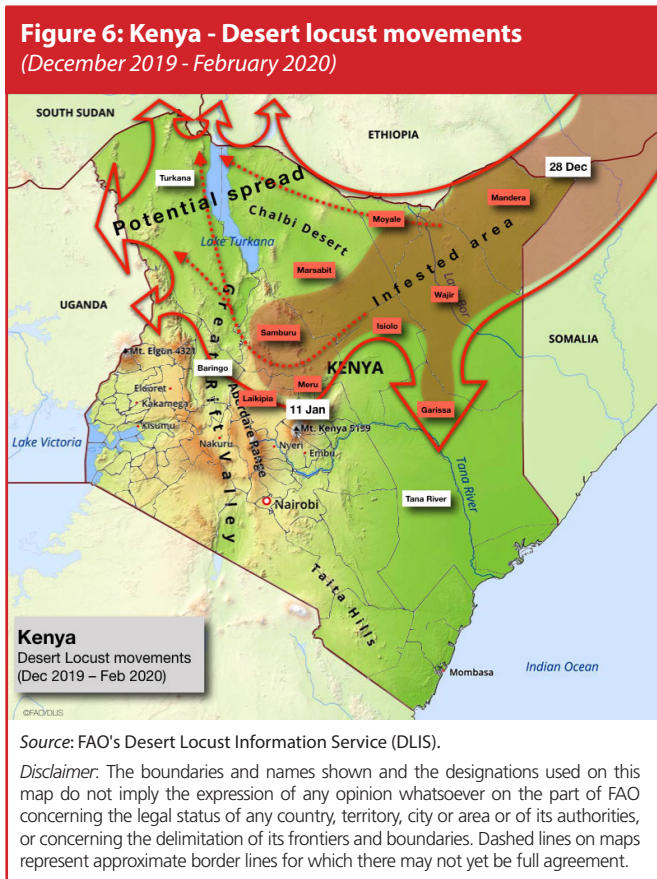 Figure 6: Kenya - Desert locust movements
(December 2019 - February 2020)
SOUTH SUDAN
ETHIOPIA
28 Dec
Turkana
Mandera
Potential spread
Moyale
Chalbi Desert
Lake Turkana
Marsabit
Infested area
Wajir
Lag Bor
UGANDA
Great Rift Valley
Isiolo
Samburu
SOMALIA
Mt. Elgon 4321
KENYA
Baringo
Meru
Eldoret
Laikipia
11 Jan
Garissa
Kakamega
Aberdare Range
Mt. Kenya 5199
Kisumu
Lake Victoria
Nakuru
Nyeri
Embu
Tana River
Tana River
Nairobi
Taita Hills
Kenya
Desert Locust movements
(Dec 2019 – Feb 2020)
Indian Ocean
Mombasa
©FAO/DLIS
Source: FAO's Desert Locust Information Service (DLIS).
Disclaimer: The boundaries and names shown and the designations used on this
map do not imply the expression of any opinion whatsoever on the part of FAO
concerning the legal status of any country, territory, city or area or of its authorities,
or concerning the delimitation of its frontiers and boundaries. Dashed lines on maps
represent approximate border lines for which there may not yet be full agreement.